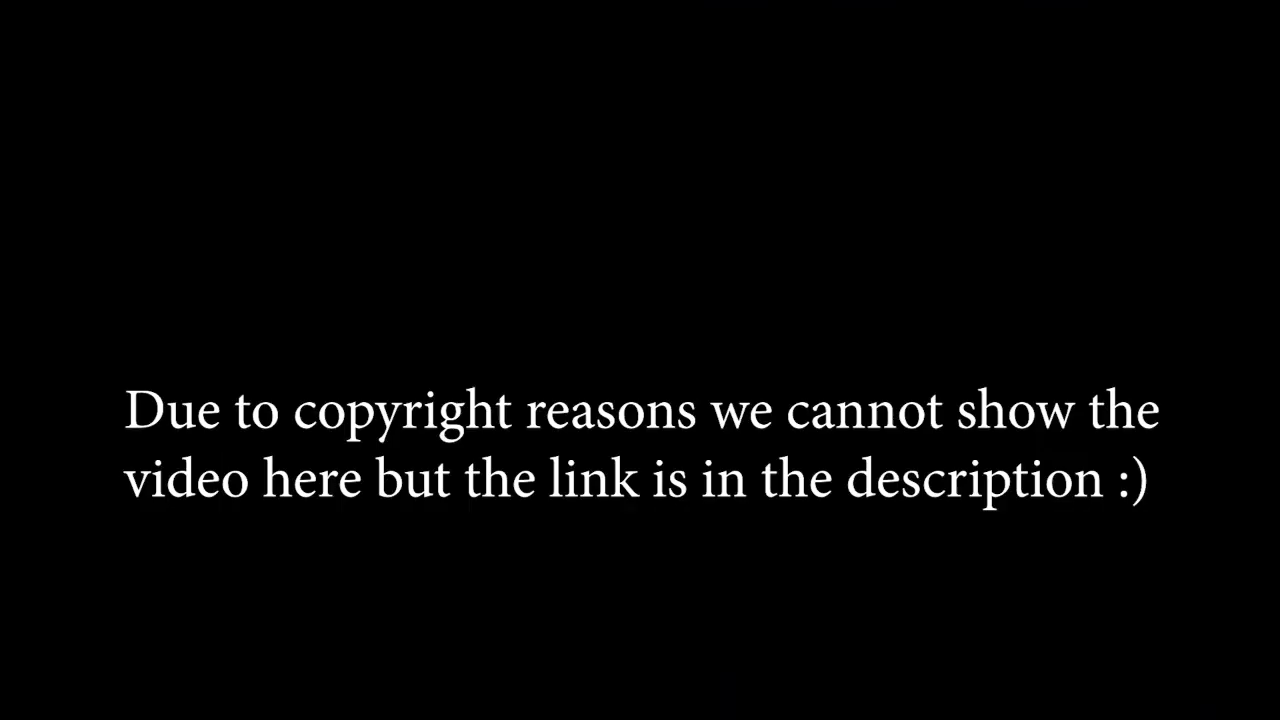 Due to copyright reasons we cannot show the
video here but the link is in the description :)